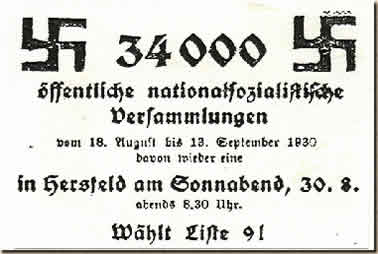 34000
öffentliche nationalsozialistische
Versammlungen
vom 18. August bis 13. September 1930
davon wieder eine
in Hersfeld am Sonnabend, 30. 8.
abends 8.30 Uhr.
Wählt Liste 9!